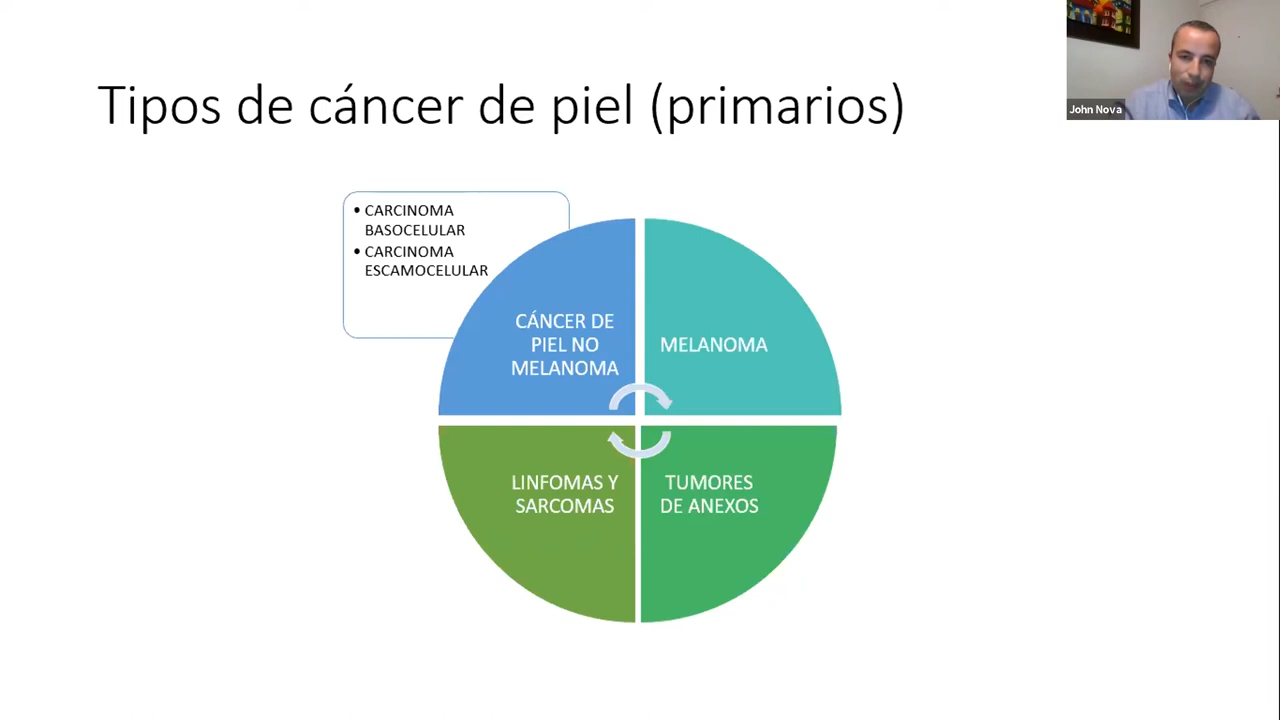 Tipos de cáncer de piel (primarios)
John Nova
• CARCINOMA
BASOCELULAR
• CARCINOMA
ESCAMOCELULAR
CÁNCER DE
PIEL NO
MELANOMA
MELANOMA
LINFOMAS Y
SARCOMAS
TUMORES
DE ANEXOS